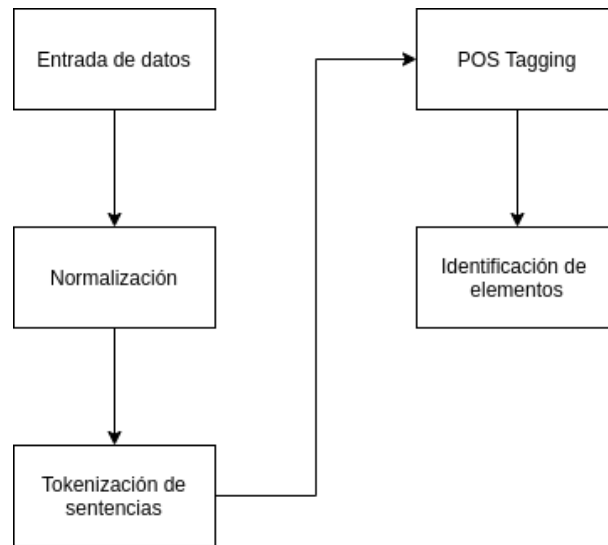 Entrada de datos
Normalización
Tokenización de
sentencias
POS Tagging
Identificación de
elementos